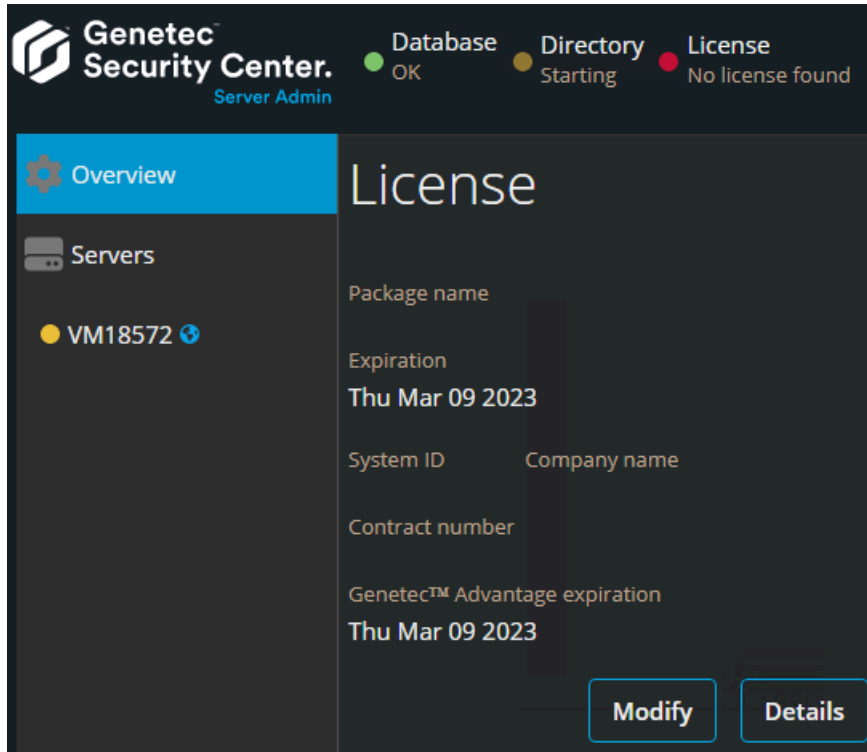 Genetec™
Security Center.
Server Admin
Database
OK
Directory
Starting
License
No license found
Overview
Servers
VM18572
License
Package name
Expiration
Thu Mar 09 2023
System ID
Company name
Contract number
Genetec™ Advantage expiration
Thu Mar 09 2023
Modify
Details